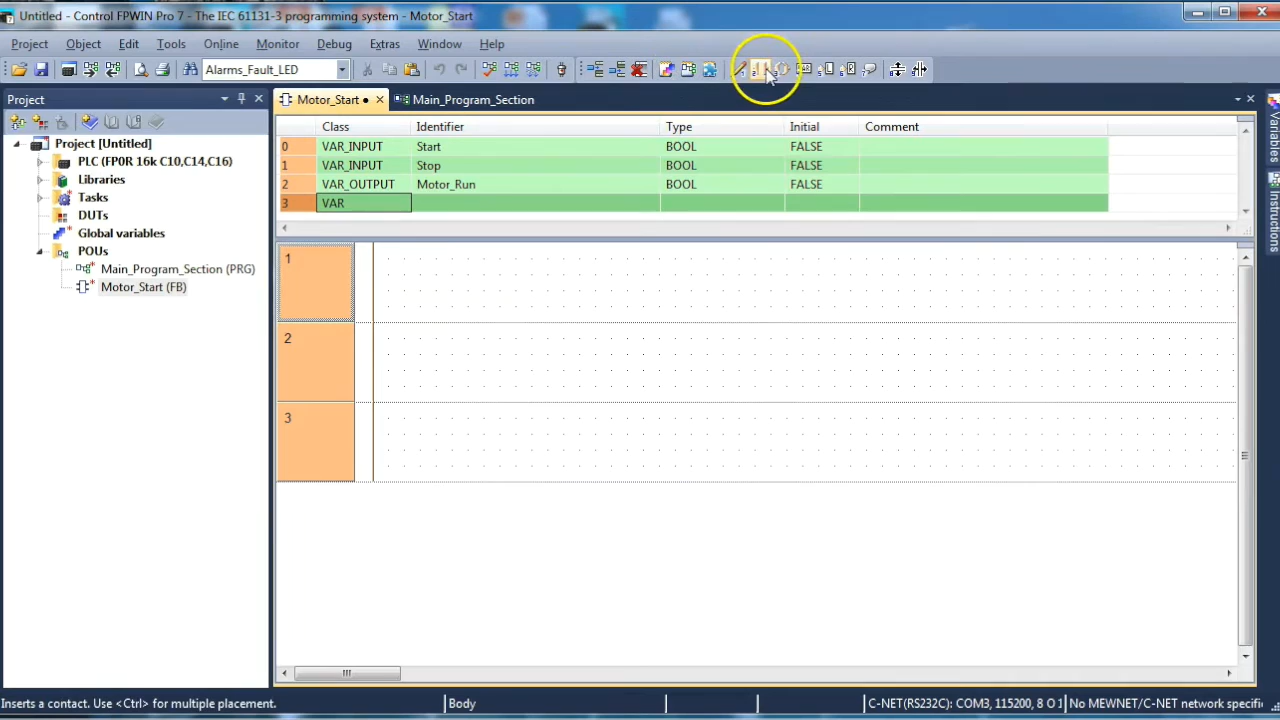 Untitled - Control FPWIN Pro 7 - The IEC 61131-3 programming system - Motor_Start
Project Object Edit Tools Online Monitor Debug Extras Window Help
Alarms_Fault_LED
Project
Motor_Start Main_Program_Section
Project [Untitled]
PLC (FP0R 16k C10,C14,C16)
Libraries
Tasks
DUTs
Global variables
POUs
Main_Program_Section (PRG)
Motor_Start (FB)
Class Identifier Type Initial Comment
0 VAR_INPUT Start BOOL FALSE
1 VAR_INPUT Stop BOOL FALSE
2 VAR_OUTPUT Motor_Run BOOL FALSE
3 VAR
1
2
3
Variables
Instructions
Inserts a contact. Use <Ctrl> for multiple placement. Body C-NET(RS232C): COM3, 115200, 8 O 1 No MEWNET/C-NET network specifi